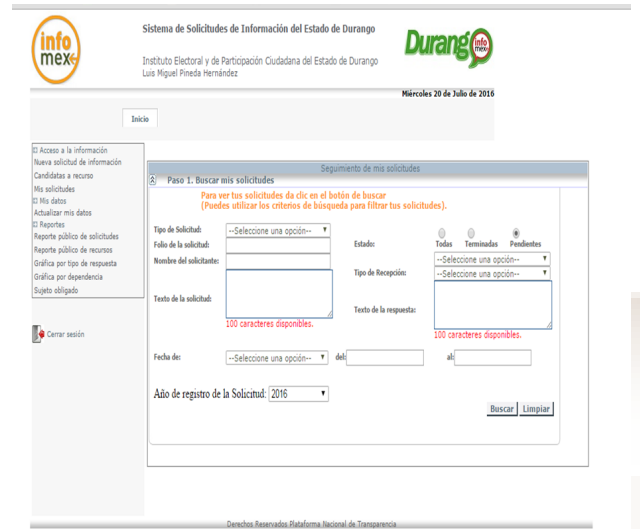 info
mex
Sistema de Solicitudes de Información del Estado de Durango
Instituto Electoral y de Participación Ciudadana del Estado de Durango
Luis Miguel Pineda Hernández
Durango
info
mex
Miércoles 20 de Julio de 2016
Inicio
Acceso a la información
Nueva solicitud de información
Candidatas a recurso
Mis solicitudes
Mis datos
Actualizar mis datos
Reportes
Reporte público de solicitudes
Reporte público de recursos
Gráfica por tipo de respuesta
Gráfica por dependencia
Sujeto obligado
Cerrar sesión
Seguimiento de mis solicitudes
Paso 1. Buscar mis solicitudes
Para ver tus solicitudes da clic en el botón de buscar
(Puedes utilizar los criterios de búsqueda para filtrar tus solicitudes).
Tipo de Solicitud: --Seleccione una opción--
Folio de la solicitud: Estado: Todas Terminadas Pendientes
Nombre del solicitante: --Seleccione una opción--
Tipo de Recepción: --Seleccione una opción--
Texto de la solicitud: Texto de la respuesta:
100 caracteres disponibles. 100 caracteres disponibles.
Fecha de: --Seleccione una opción-- del: al:
Año de registro de la Solicitud: 2016
Buscar Limpiar
Derechos Reservados Plataforma Nacional de Transparencia